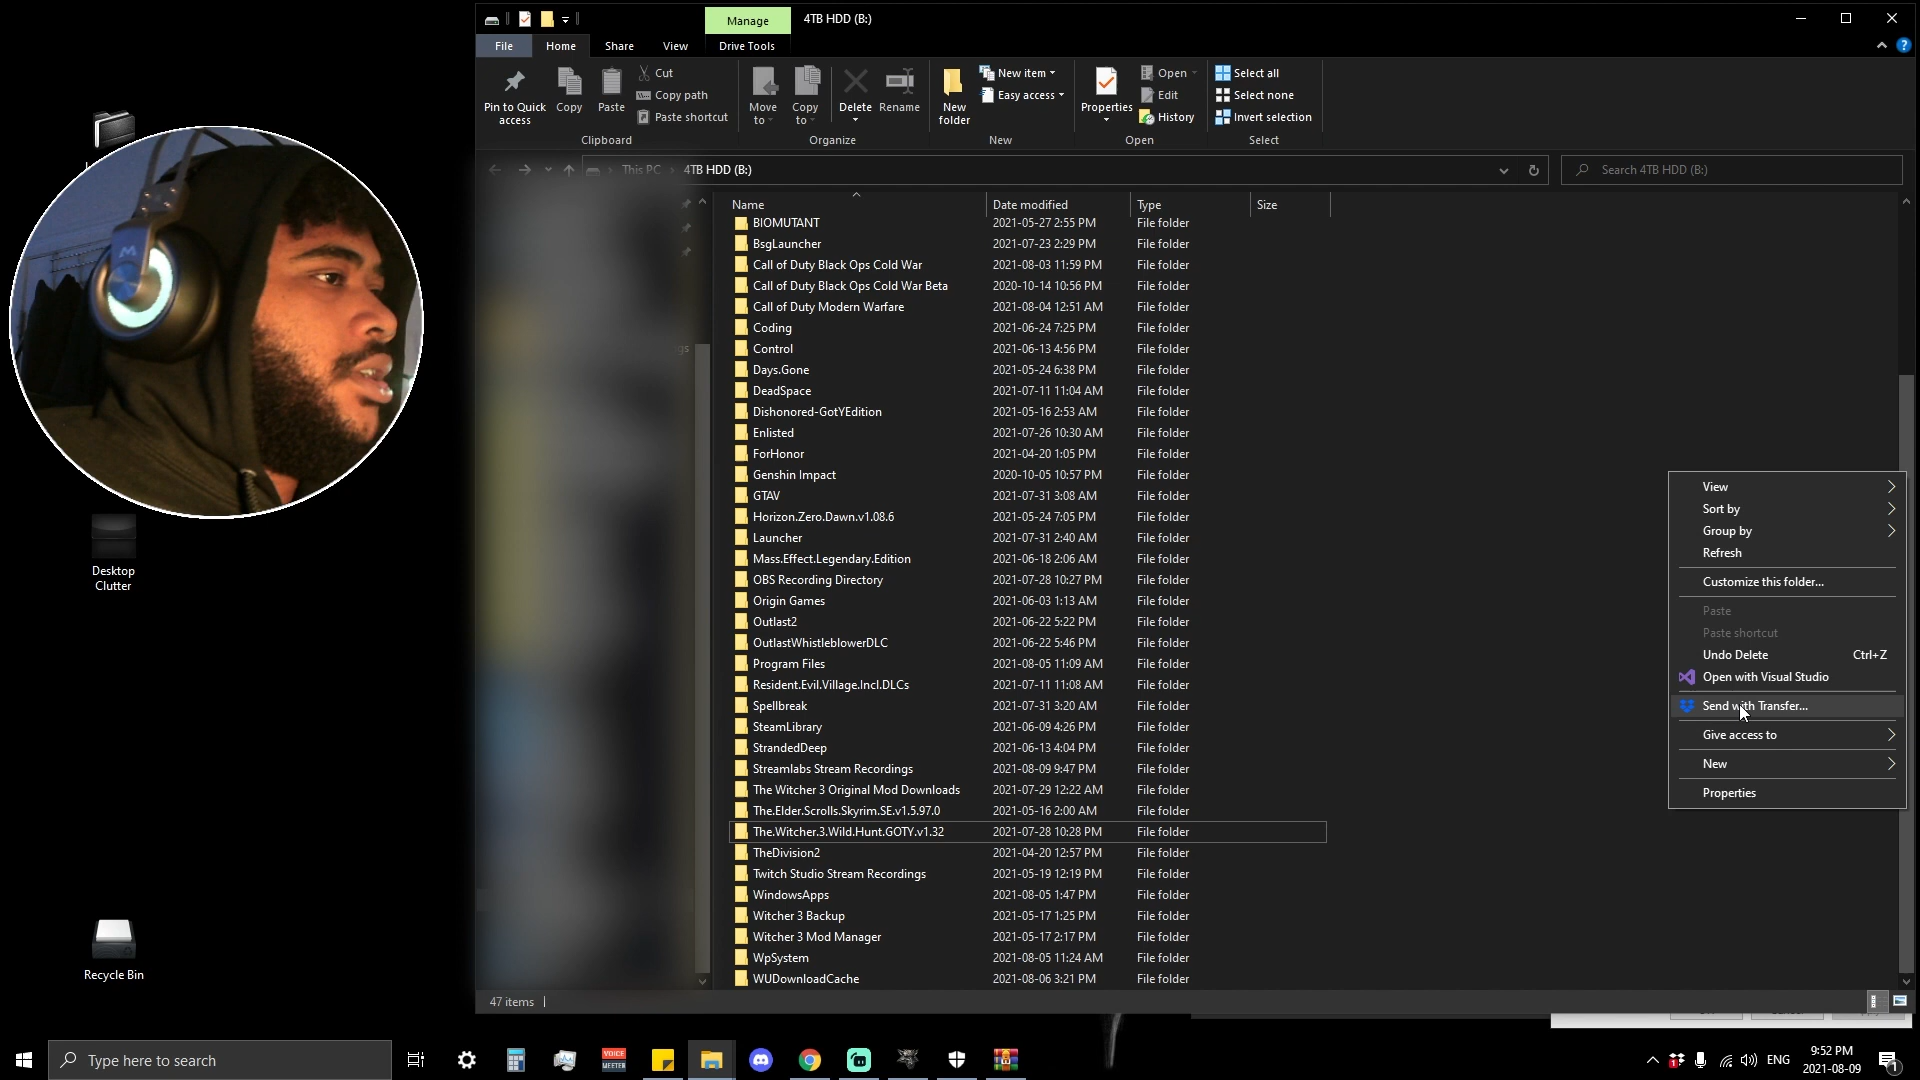 Manage
4TB HDD (B:)
File
Home
Share
View
Drive Tools
Pin to Quick access
Copy
Paste
Cut
Copy path
Paste shortcut
Clipboard
Move to
Copy to
Delete
Rename
Organize
New folder
New item
Easy access
New
Properties
Open
Edit
History
Open
Select all
Select none
Invert selection
Select
This PC
4TB HDD (B:)
Search 4TB HDD (B:)
Name Date modified Type Size
BIOMUTANT 2021-05-27 2:55 PM File folder
BsgLauncher 2021-07-23 2:29 PM File folder
Call of Duty Black Ops Cold War 2021-08-03 11:59 PM File folder
Call of Duty Black Ops Cold War Beta 2020-10-14 10:56 PM File folder
Call of Duty Modern Warfare 2021-08-04 12:51 AM File folder
Coding 2021-06-24 7:25 PM File folder
Control 2021-06-13 4:56 PM File folder
Days.Gone 2021-05-24 6:38 PM File folder
DeadSpace 2021-07-11 11:04 AM File folder
Dishonored-GotYEdition 2021-05-16 2:53 AM File folder
Enlisted 2021-07-26 10:30 AM File folder
ForHonor 2021-04-20 1:05 PM File folder
Genshin Impact 2020-10-05 10:57 PM File folder
GTAV 2021-07-31 3:08 AM File folder
Horizon.Zero.Dawn.v1.08.6 2021-05-24 7:05 PM File folder
Launcher 2021-07-31 2:40 AM File folder
Mass.Effect.Legendary.Edition 2021-06-18 2:06 AM File folder
OBS Recording Directory 2021-07-28 10:27 PM File folder
Origin Games 2021-06-03 1:13 AM File folder
Outlast2 2021-06-22 5:22 PM File folder
OutlastWhistleblowerDLC 2021-06-22 5:46 PM File folder
Program Files 2021-08-05 11:09 AM File folder
Resident.Evil.Village.Incl.DLCs 2021-07-11 11:08 AM File folder
Spellbreak 2021-07-31 3:20 AM File folder
SteamLibrary 2021-06-09 4:26 PM File folder
StrandedDeep 2021-06-13 4:04 PM File folder
Streamlabs Stream Recordings 2021-08-09 9:47 PM File folder
The Witcher 3 Original Mod Downloads 2021-07-29 12:22 AM File folder
The.Elder.Scrolls.Skyrim.SE.v1.5.97.0 2021-05-16 2:00 AM File folder
The.Witcher.3.Wild.Hunt.GOTY.v1.32 2021-07-28 10:28 PM File folder
TheDivision2 2021-04-20 12:57 PM File folder
Twitch Studio Stream Recordings 2021-05-19 12:19 PM File folder
WindowsApps 2021-08-05 1:47 PM File folder
Witcher 3 Backup 2021-05-17 1:25 PM File folder
Witcher 3 Mod Manager 2021-05-17 2:17 PM File folder
WpSystem 2021-08-05 11:24 AM File folder
WUDownloadCache 2021-08-06 3:21 PM File folder
47 items
View
Sort by
Group by
Refresh
Customize this folder...
Paste
Paste shortcut
Undo Delete Ctrl+Z
Open with Visual Studio
Send with Transfer...
Give access to
New
Properties
Desktop
Clutter
Recycle Bin
Type here to search
VOICE
MEETER
ENG
9:52 PM
2021-08-09
1